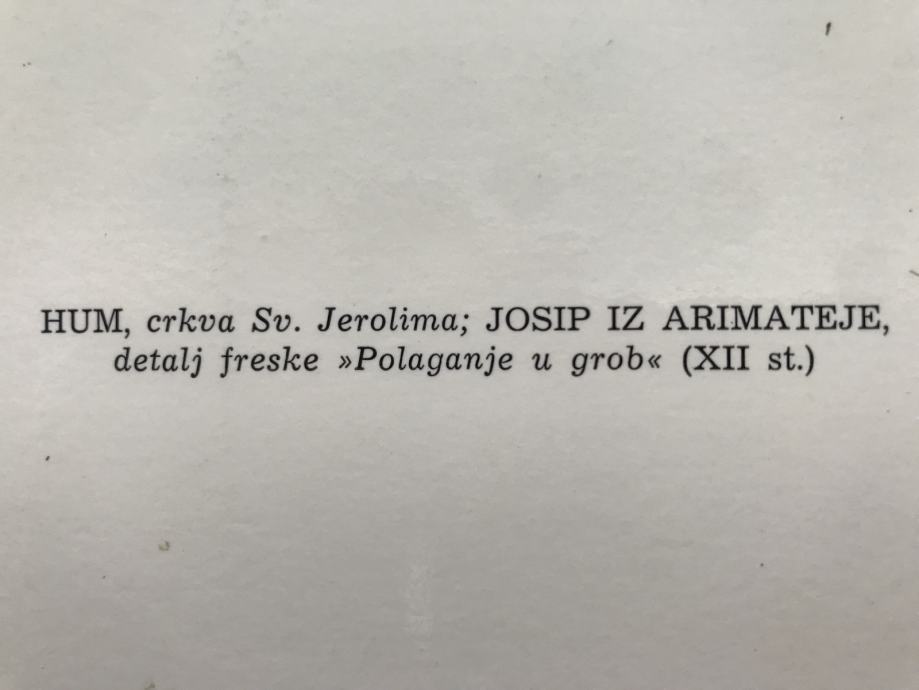 HUM, crkva Sv. Jerolima; JOSIP IZ ARIMATEJE,
detalj freske »Polaganje u grob« (XII st.)